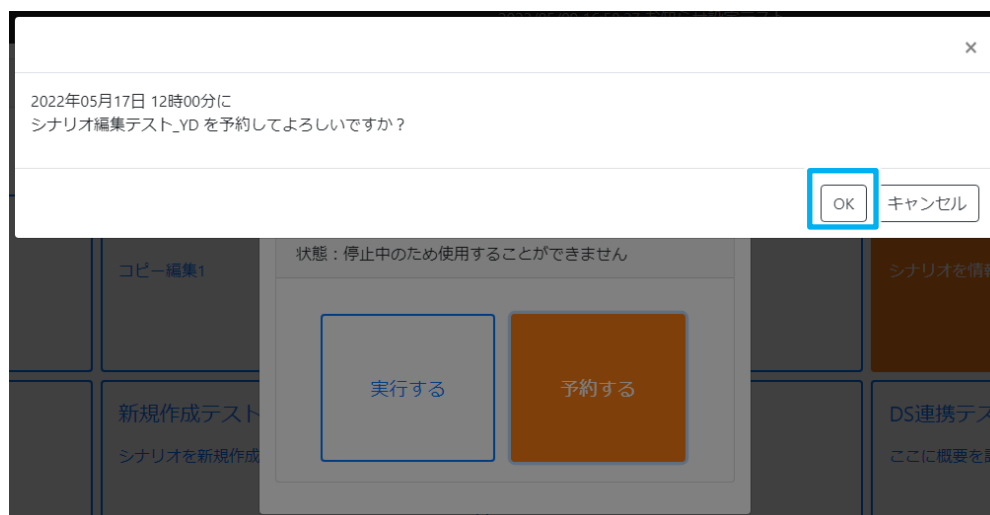 ×
2022年05月17日 12時00分に
シナリオ編集テスト_YD を予約してよろしいですか？
OK
キャンセル
状態：停止中のため使用することができません
コピー編集1
シナリオを情報
実行する
予約する
新規作成テスト
シナリオを新規作成
DS連携テス
ここに概要を